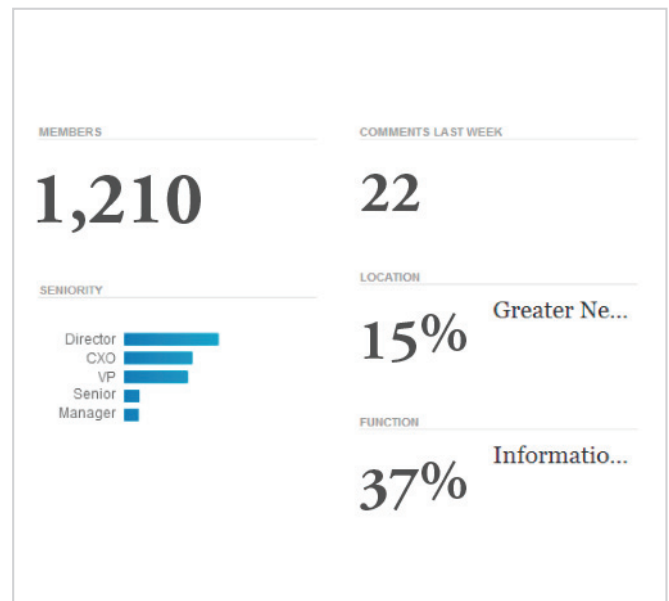 MEMBERS
1,210
SENIORITY
Director
CXO
VP
Senior
Manager
COMMENTS LAST WEEK
22
LOCATION
15% Greater Ne...
FUNCTION
37% Informatio...